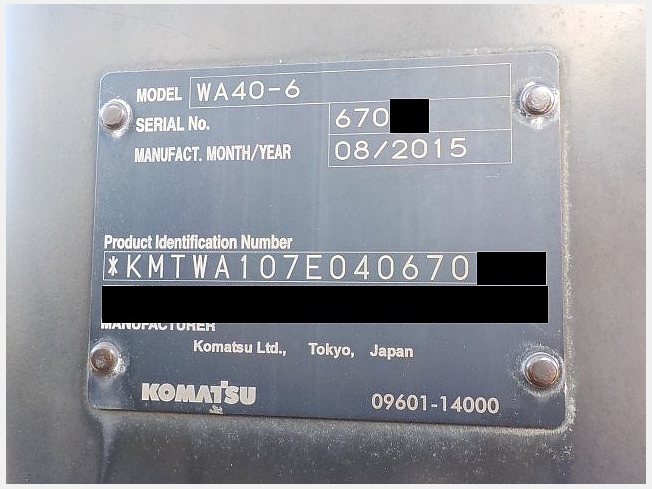 MODEL WA40-6
SERIAL No. 670
MANUFACT. MONTH/YEAR 08/2015
Product Identification Number
*KMTWA107E040670
MANUFACTURER
Komatsu Ltd., Tokyo, Japan
KOMATSU 09601-14000